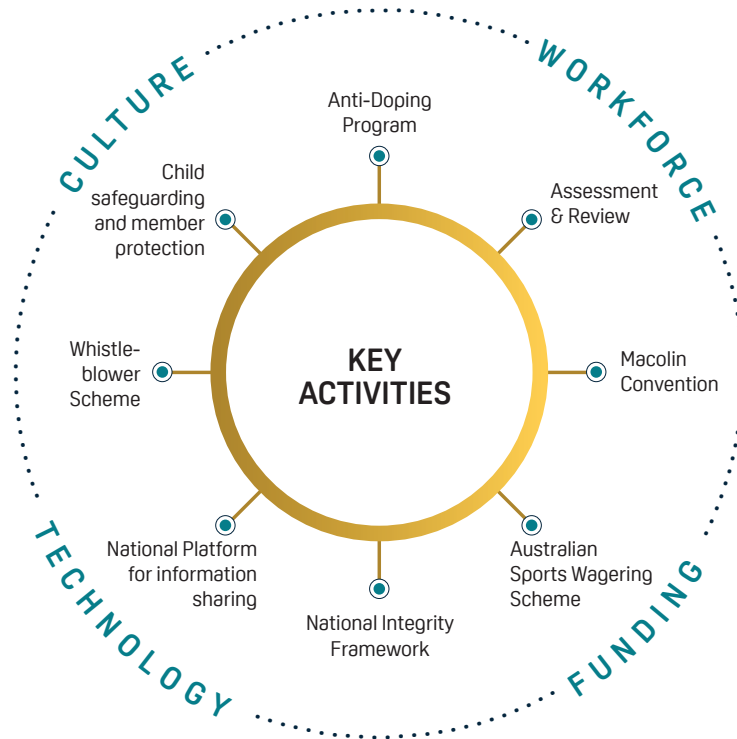 CULTURE
WORKFORCE
Anti-Doping
Program
Child
safeguarding
and member
protection
Assessment
& Review
Whistle-
blower
Scheme
KEY
ACTIVITIES
Macolin
Convention
National Platform
for information
sharing
National Integrity
Framework
Australian
Sports Wagering
Scheme
TECHNOLOGY
FUNDING